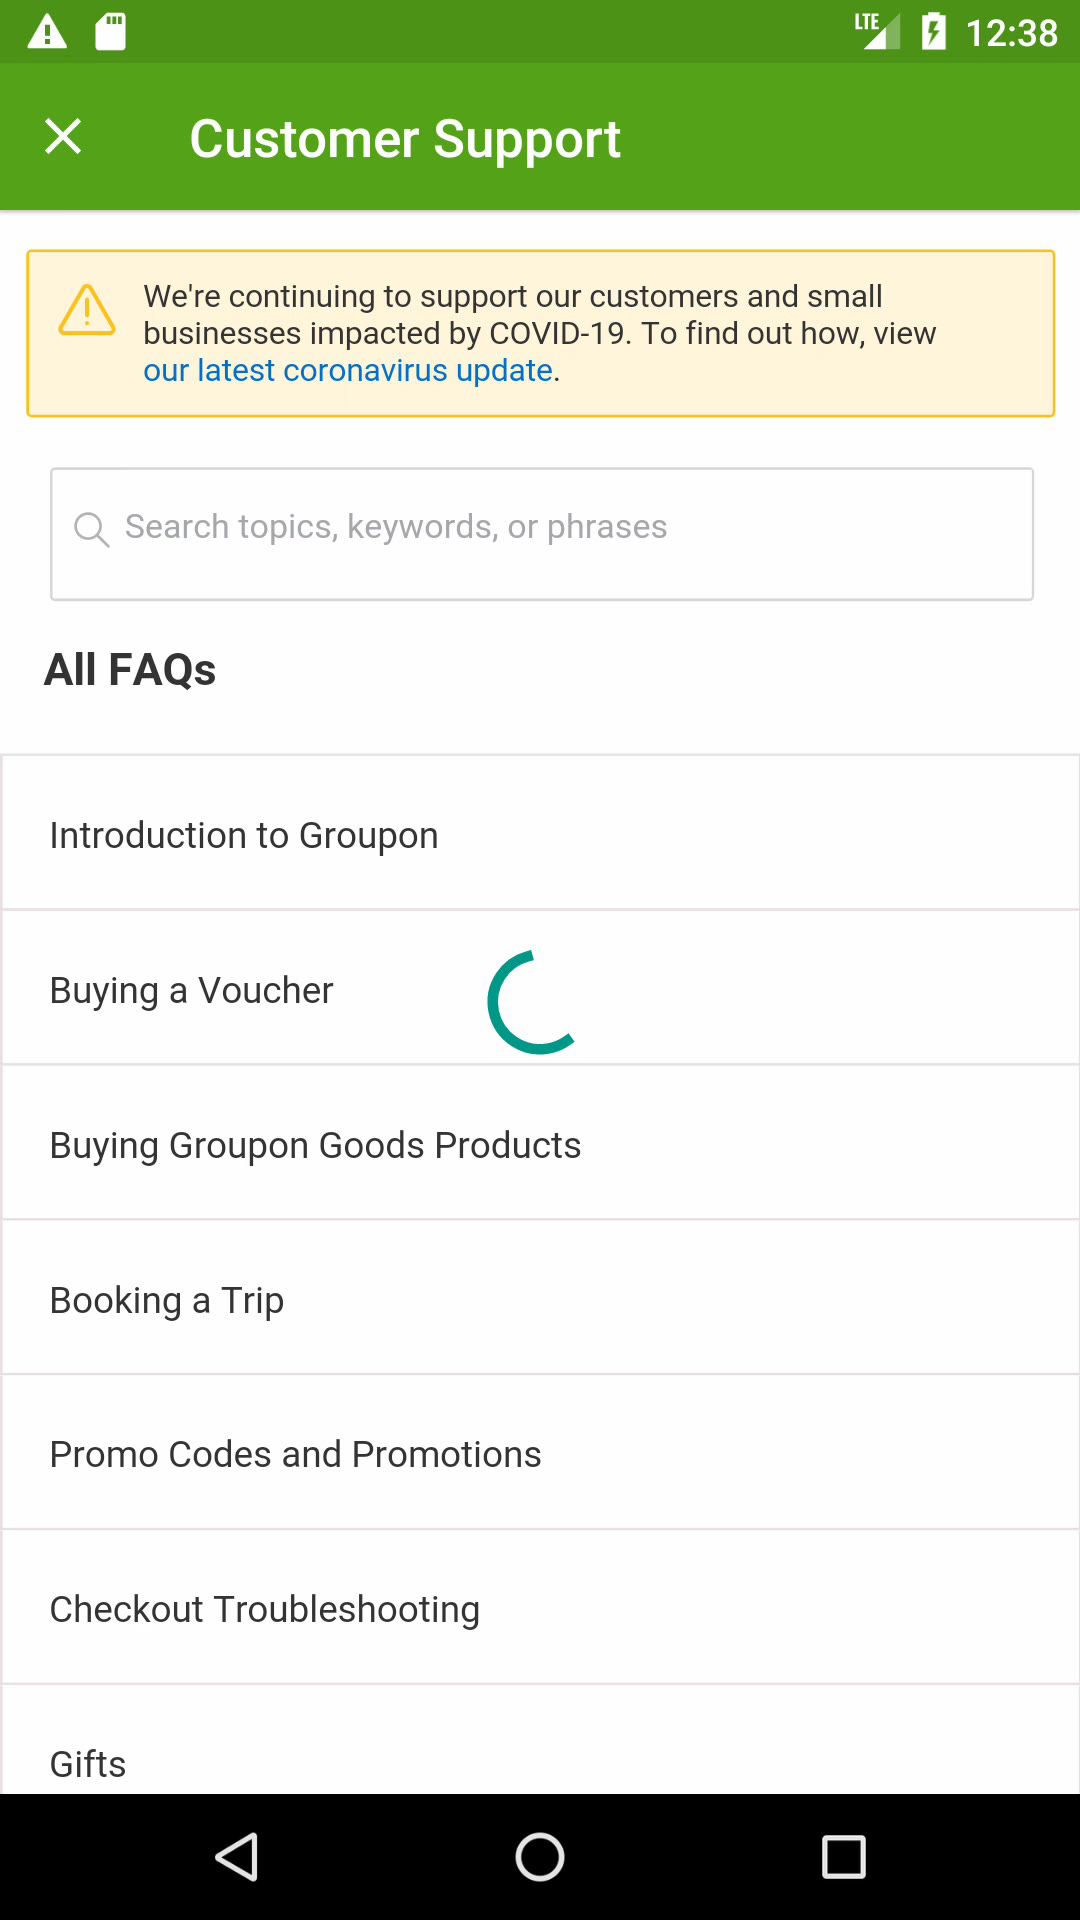 LTE 12:38
Customer Support
We're continuing to support our customers and small
businesses impacted by COVID-19. To find out how, view
our latest coronavirus update.
Search topics, keywords, or phrases
All FAQs
Introduction to Groupon
Buying a Voucher
Buying Groupon Goods Products
Booking a Trip
Promo Codes and Promotions
Checkout Troubleshooting
Gifts